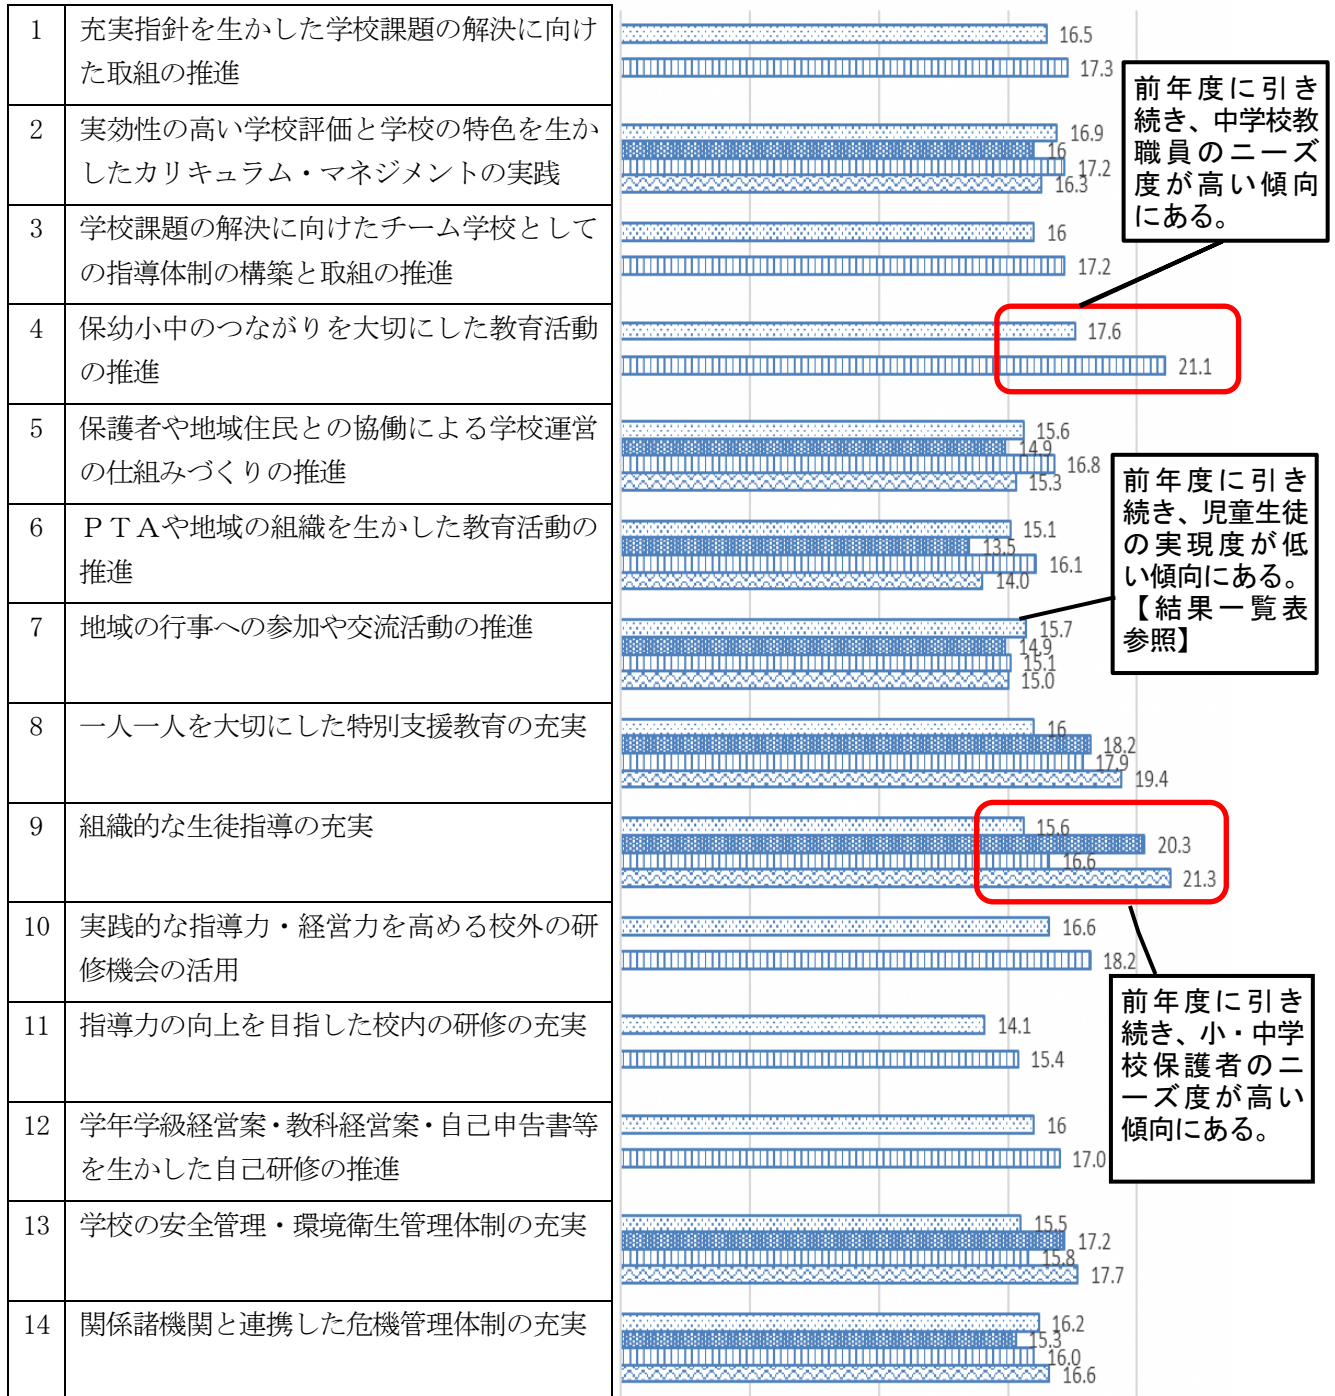 1
充実指針を生かした学校課題の解決に向け
た取組の推進
16.5
17.3
2
実効性の高い学校評価と学校の特色を生か
したカリキュラム・マネジメントの実践
16.9
16
17.2
16.3
3
学校課題の解決に向けたチーム学校として
の指導体制の構築と取組の推進
16
17.2
前年度に引き
続き、中学校教
職員のニーズ
度が高い傾向
にある。
4
保幼小中のつながりを大切にした教育活動
の推進
17.6
21.1
5
保護者や地域住民との協働による学校運営
の仕組みづくりの推進
15.6
14.9
16.8
15.3
6
ＰＴＡや地域の組織を生かした教育活動の
推進
15.1
13.5
16.1
14.0
前年度に引き
続き、児童生徒
の実現度が低
い傾向にある。
【結果一覧表
参照】
7
地域の行事への参加や交流活動の推進
15.7
14.9
15.1
15.0
8
一人一人を大切にした特別支援教育の充実
16
18.2
17.9
19.4
9
組織的な生徒指導の充実
15.6
20.3
16.6
21.3
10
実践的な指導力・経営力を高める校外の研
修機会の活用
16.6
18.2
前年度に引き
続き、小・中学
校保護者のニ
ーズ度が高い
傾向にある。
11
指導力の向上を目指した校内の研修の充実
14.1
15.4
12
学年学級経営案・教科経営案・自己申告書等
を生かした自己研修の推進
16
17.0
13
学校の安全管理・環境衛生管理体制の充実
15.5
17.2
15.8
17.7
14
関係諸機関と連携した危機管理体制の充実
16.2
15.3
16.0
16.6